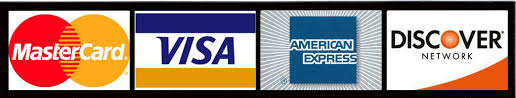 MasterCard
VISA
AMERICAN
EXPRESS
DISCOVER
NETWORK